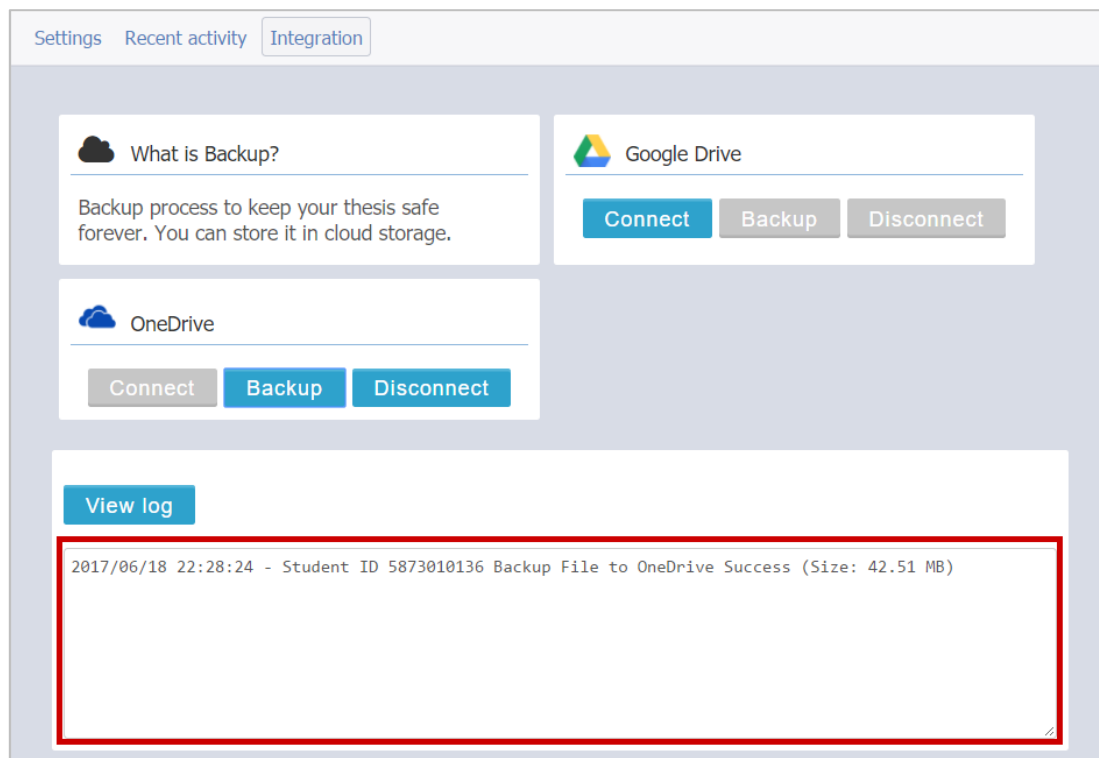 Settings Recent activity Integration
What is Backup?
Backup process to keep your thesis safe
forever. You can store it in cloud storage.
Google Drive
Connect Backup Disconnect
OneDrive
Connect Backup Disconnect
View log
2017/06/18 22:28:24 - Student ID 5873010136 Backup File to OneDrive Success (Size: 42.51 MB)